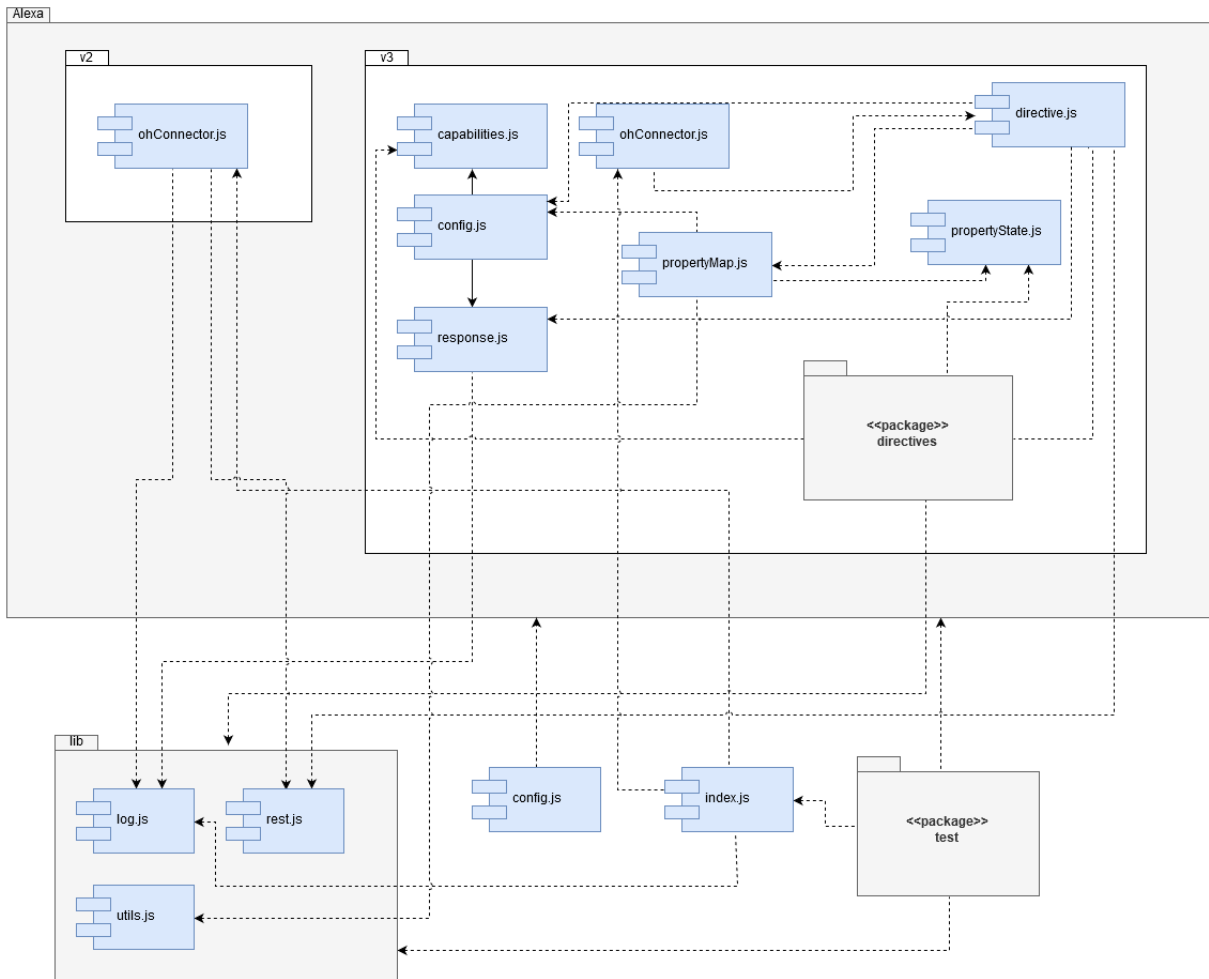 Alexa
v2
v3
ohConnector.js
capabilities.js
ohConnector.js
directive.js
config.js
propertyState.js
propertyMap.js
response.js
<<package>>
directives
lib
log.js
rest.js
config.js
index.js
<<package>>
test
utils.js